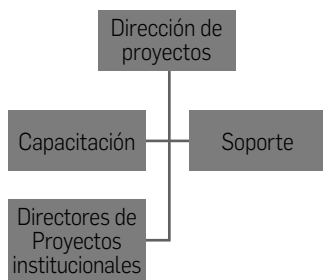 Dirección de
proyectos
Capacitación
Soporte
Directores de
Proyectos
institucionales